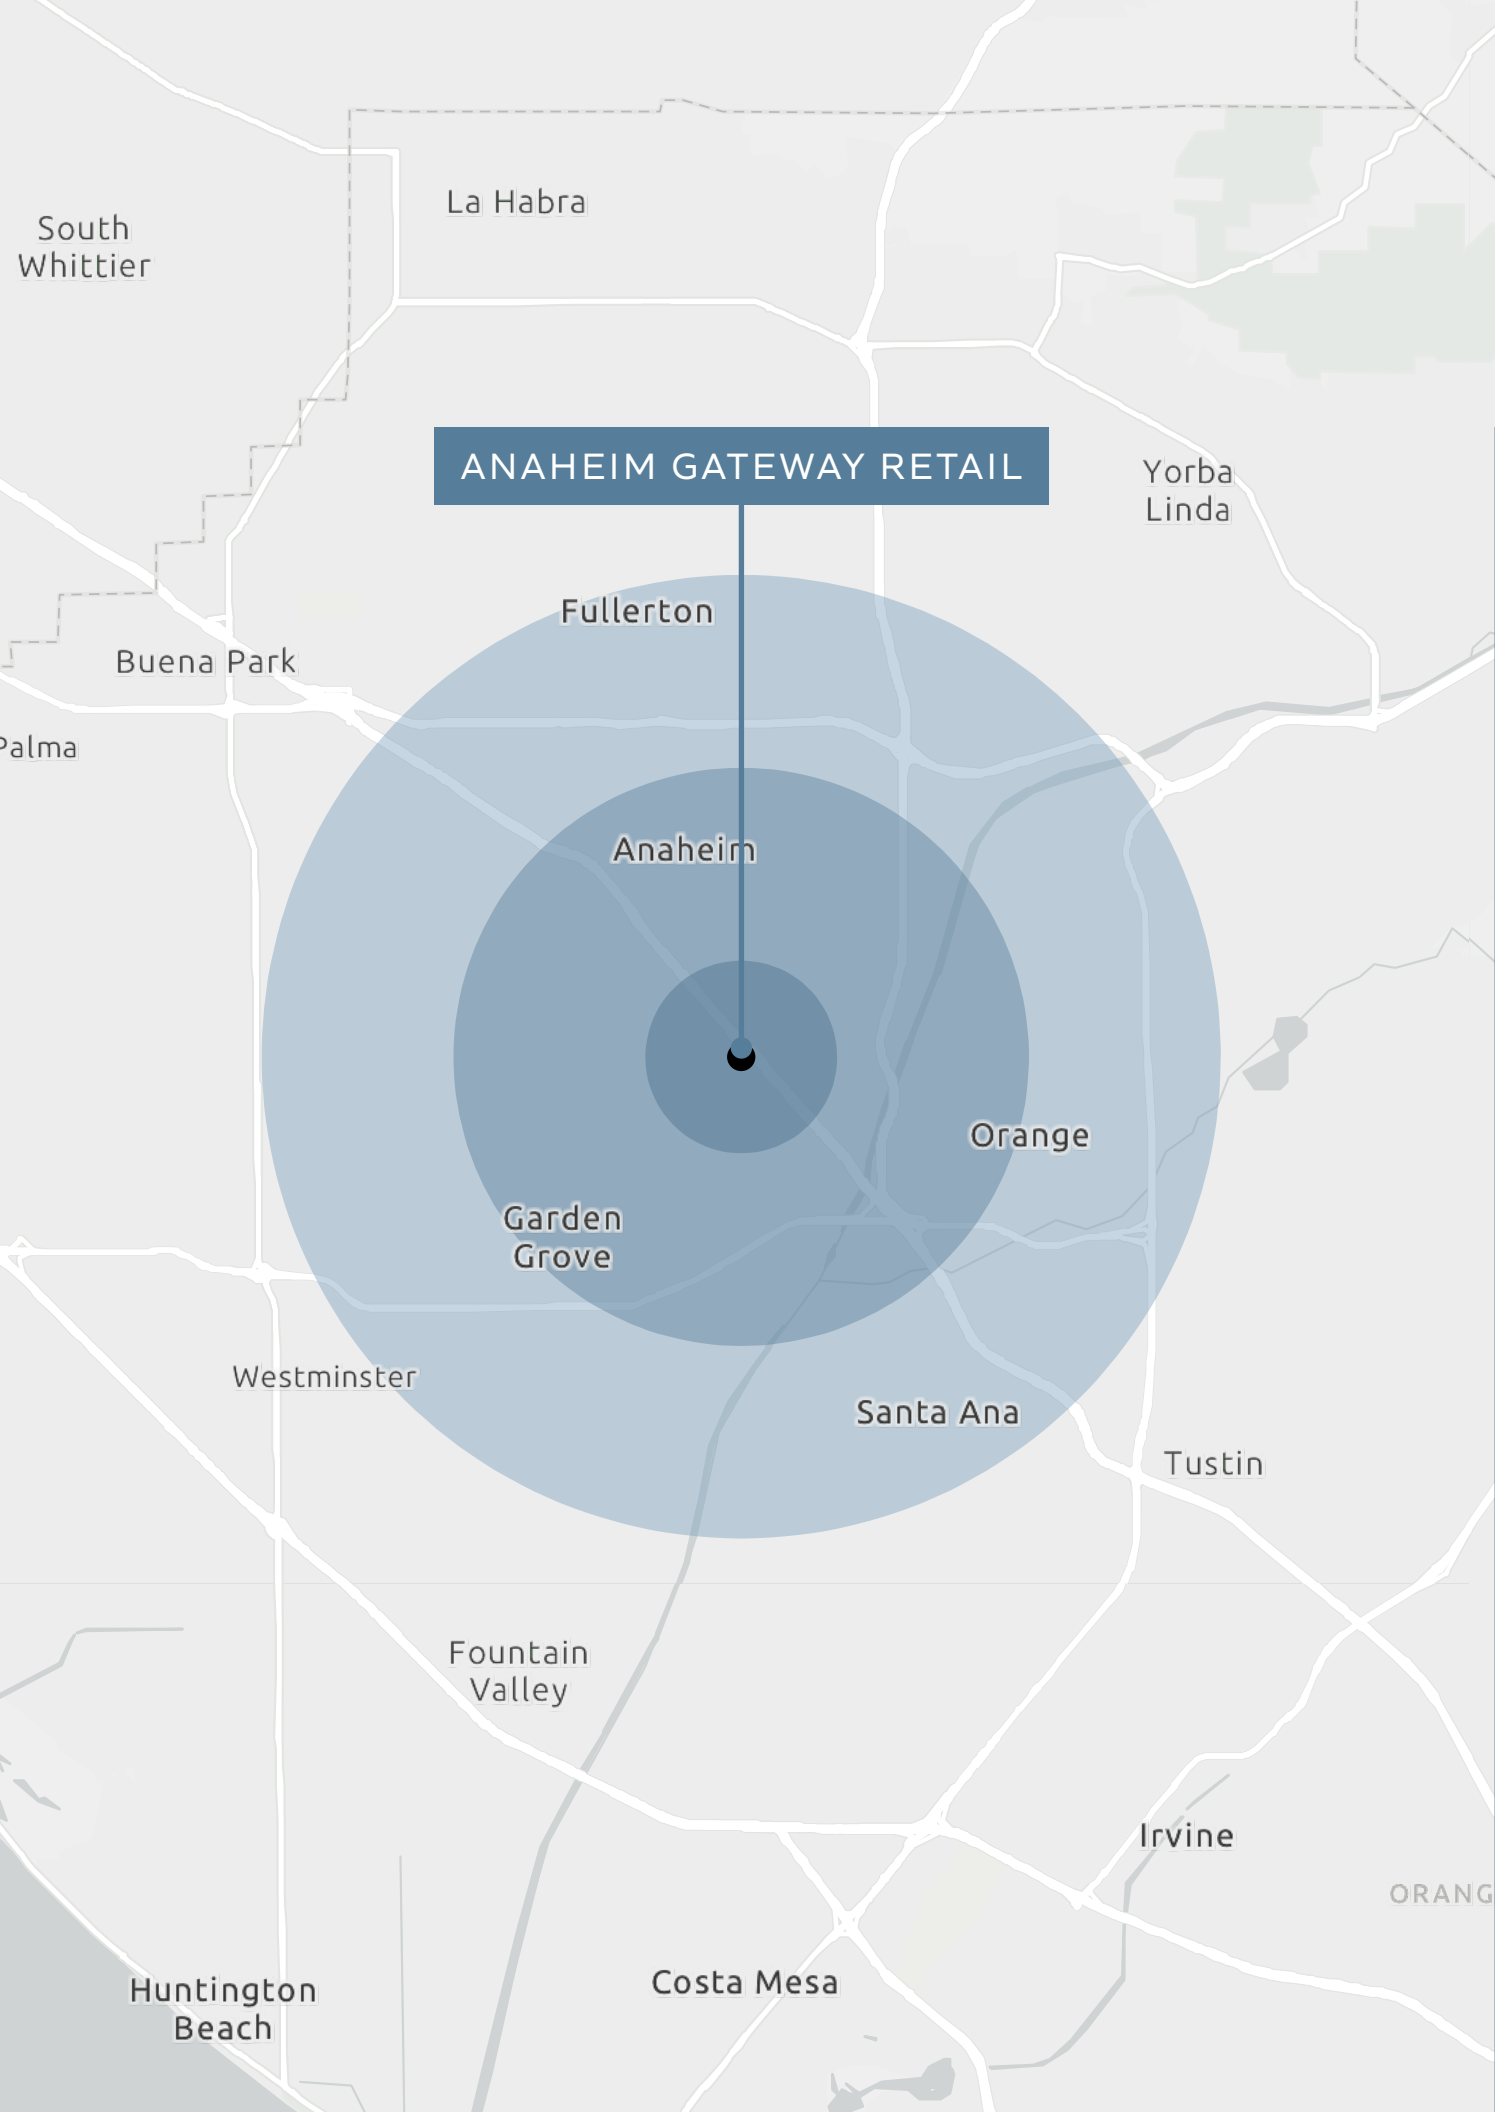 La Habra
South
Whittier
ANAHEIM GATEWAY RETAIL
Yorba
Linda
Fullerton
Buena Park
Palma
Anaheim
Orange
Garden
Grove
Westminster
Santa Ana
Tustin
Fountain
Valley
Irvine
ORANG
Costa Mesa
Huntington
Beach